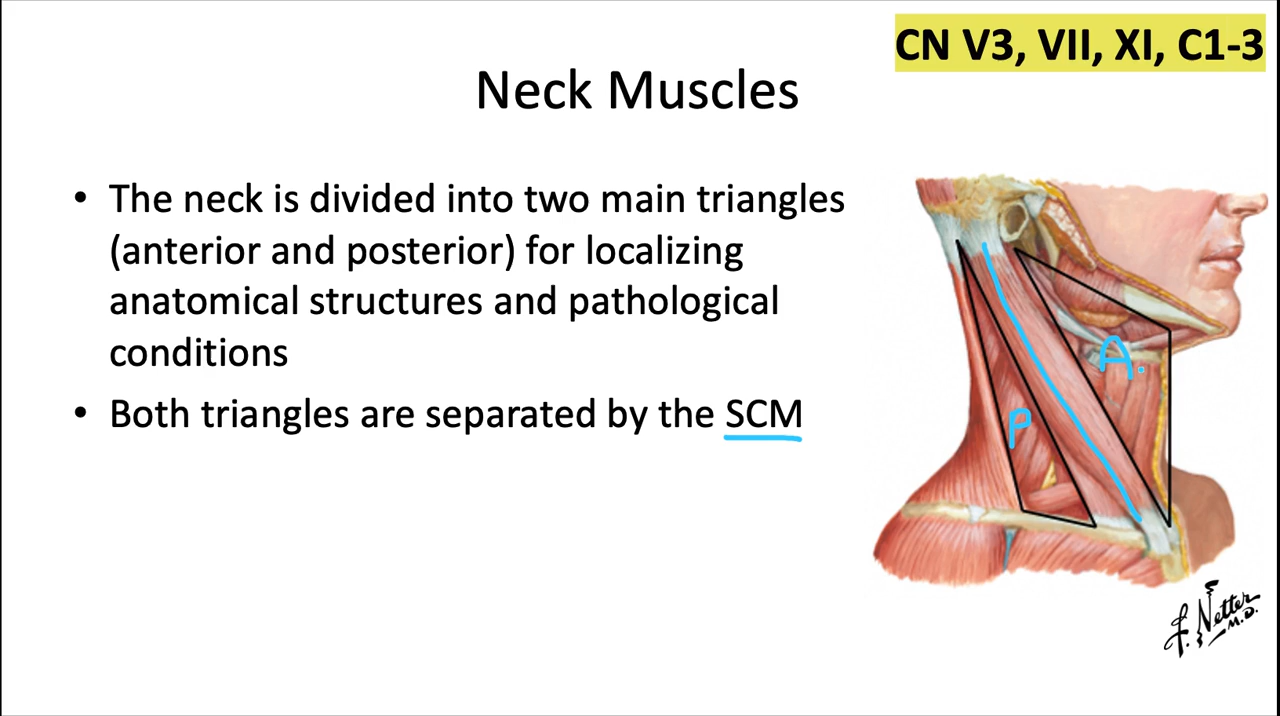 CN V3, VII, XI, C1-3
Neck Muscles
• The neck is divided into two main triangles
(anterior and posterior) for localizing
anatomical structures and pathological
conditions
• Both triangles are separated by the SCM
A.
P
F. Netter
M.D.